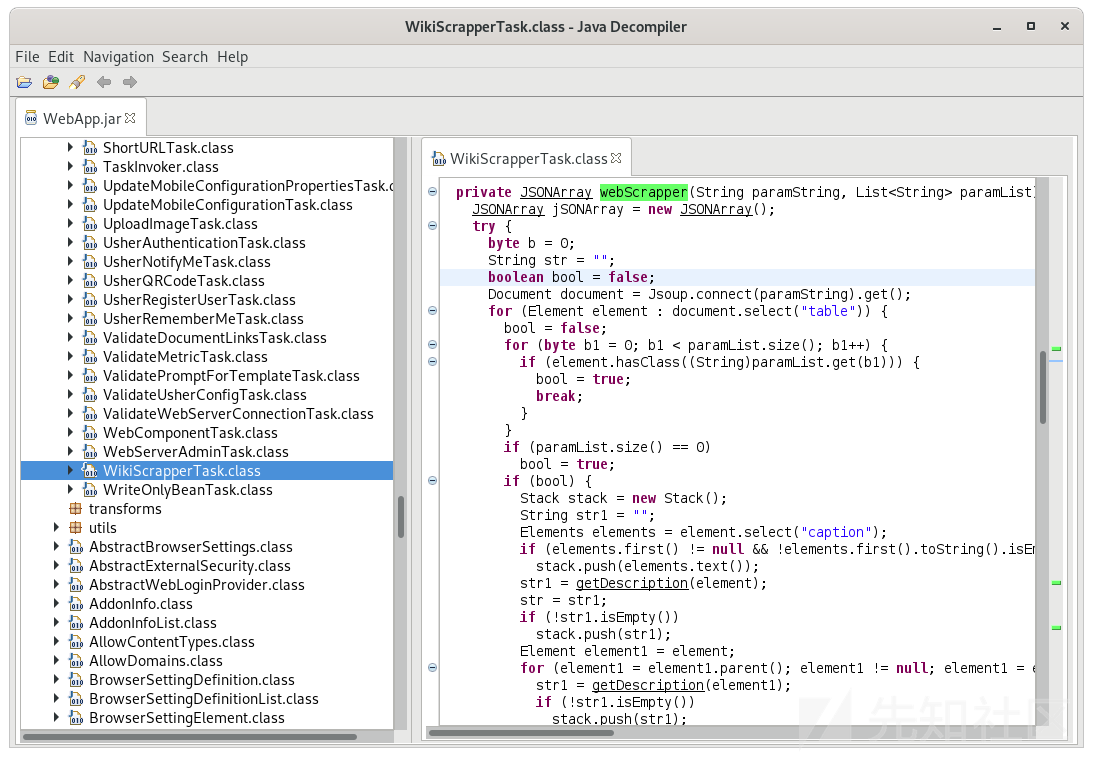 WikiScrapperTask.class - Java Decompiler
File Edit Navigation Search Help
WebApp.jar
ShortURLTask.class
TaskInvoker.class
UpdateMobileConfigurationPropertiesTask.c
UpdateMobileConfigurationTask.class
UploadImageTask.class
UsherAuthenticationTask.class
UsherNotifyMeTask.class
UsherQRCodeTask.class
UsherRegisterUserTask.class
UsherRememberMeTask.class
ValidateDocumentLinksTask.class
ValidateMetricTask.class
ValidatePromptForTemplateTask.class
ValidateUsherConfigTask.class
ValidateWebServerConnectionTask.class
WebComponentTask.class
WebServerAdminTask.class
WikiScrapperTask.class
WriteOnlyBeanTask.class
transforms
utils
AbstractBrowserSettings.class
AbstractExternalSecurity.class
AbstractWebLoginProvider.class
AddonInfo.class
AddonInfoList.class
AllowContentTypes.class
AllowDomains.class
BrowserSettingDefinition.class
BrowserSettingDefinitionList.class
BrowserSettingElement.class
WikiScrapperTask.class
private JSONArray webScrapper(String paramString, List<String> paramList)
JSONArray jSONArray = new JSONArray();
try {
byte b = 0;
String str = "";
boolean bool = false;
Document document = Jsoup.connect(paramString).get();
for (Element element : document.select("table")) {
bool = false;
for (byte b1 = 0; b1 < paramList.size(); b1++) {
if (element.hasClass((String)paramList.get(b1))) {
bool = true;
break;
}
}
if (paramList.size() == 0)
bool = true;
if (bool) {
Stack stack = new Stack();
String str1 = "";
Elements elements = element.select("caption");
if (elements.first() != null && !elements.first().toString().isEm
stack.push(elements.text());
str1 = getDescription(element);
str = str1;
if (!str1.isEmpty())
stack.push(str1);
Element element1 = element;
for (element1 = element1.parent(); element1 != null; element1 = e
str1 = getDescription(element1);
if (!str1.isEmpty())
stack.push(str1);
先知社区